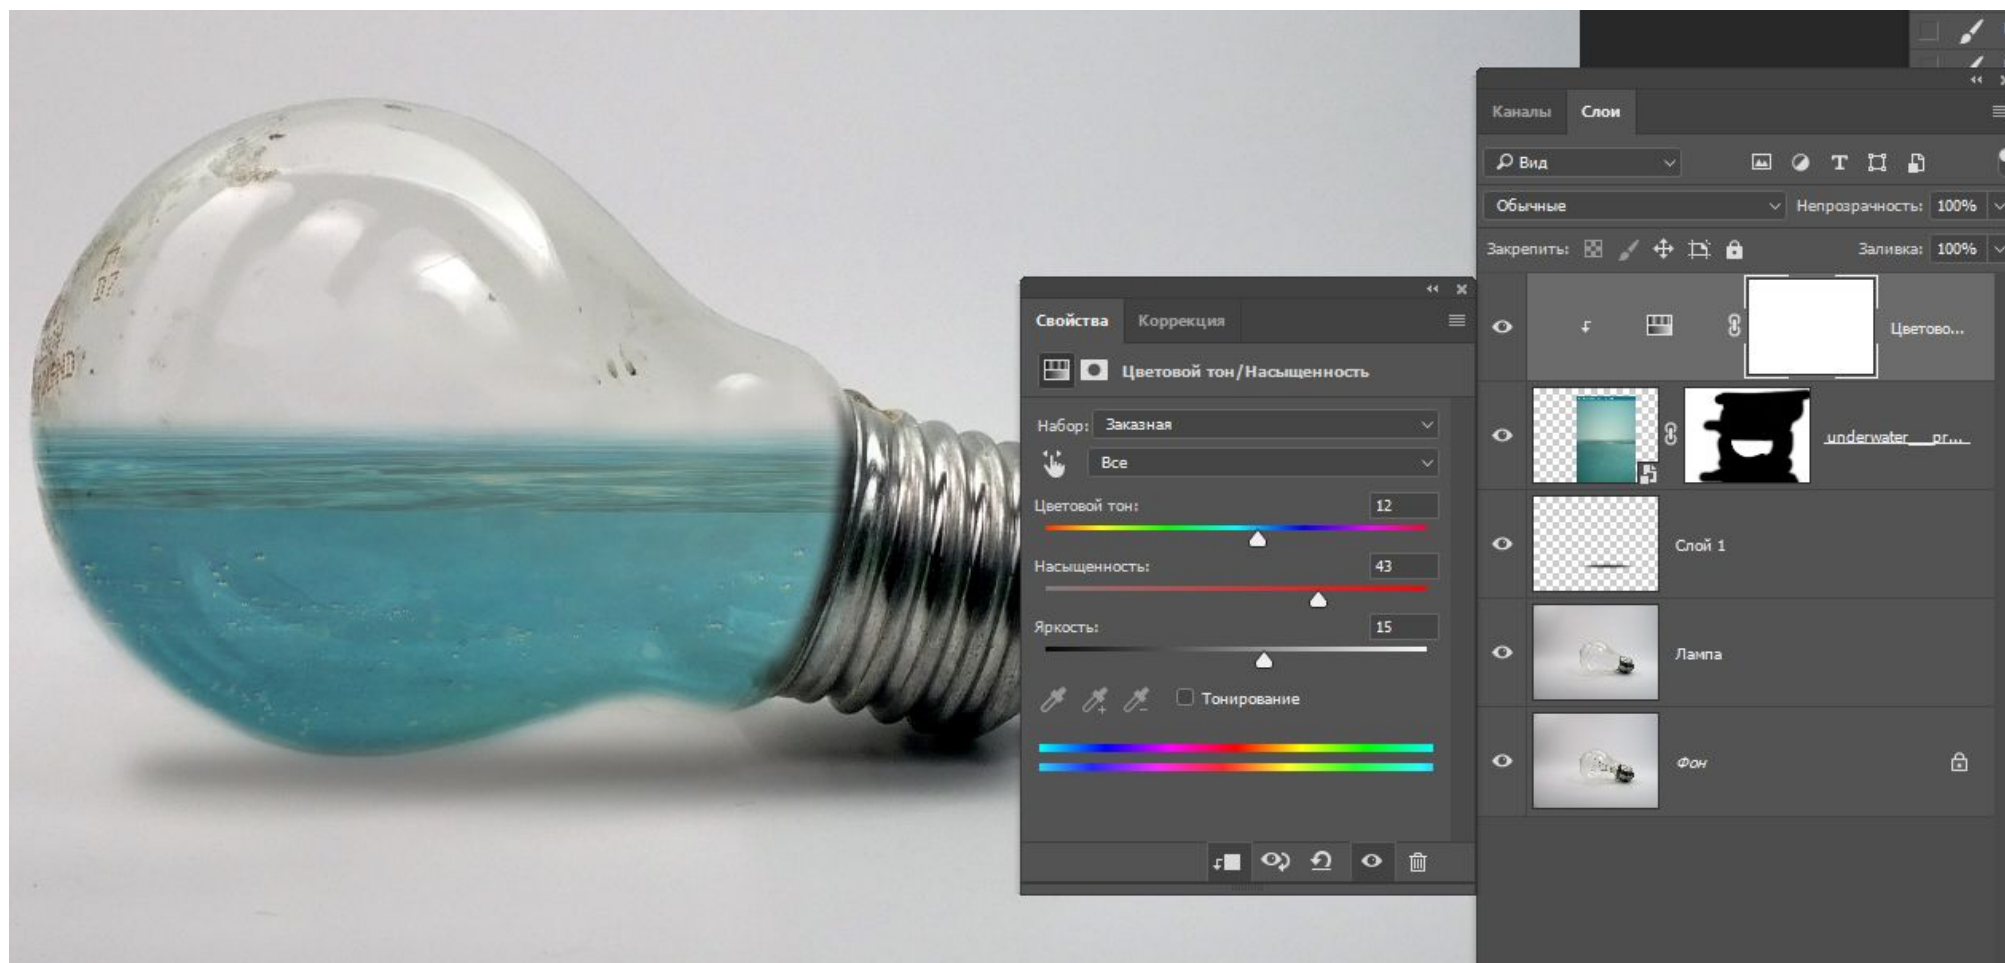 Каналы Слои
Вид
Обычные Непрозрачность: 100%
Закрепить: Заливка: 100%
Цветово...
underwater___pr...
Слой 1
Лампа
Фон
Свойства Коррекция
Цветовой тон/Насыщенность
Набор: Заказная
Все
Цветовой тон: 12
Насыщенность: 43
Яркость: 15
Тонирование